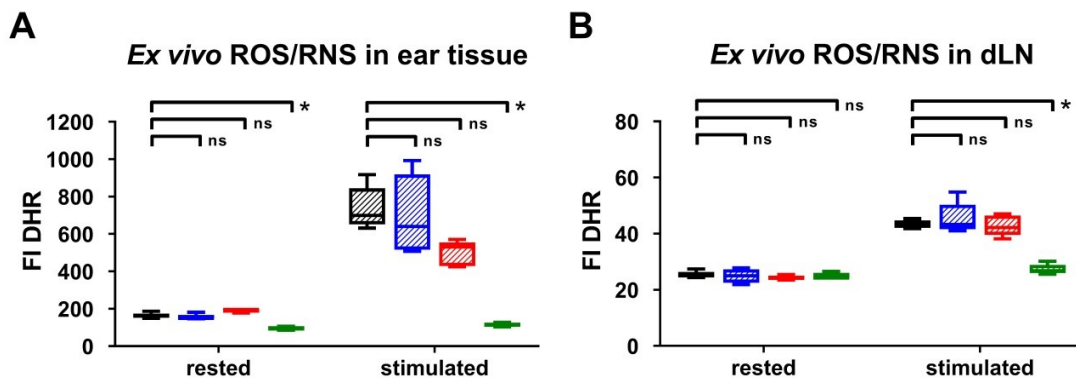 A
Ex vivo ROS/RNS in ear tissue
*
ns
ns
*
ns
ns
FI DHR
1200
1000
800
600
400
200
0
rested
stimulated
B
Ex vivo ROS/RNS in dLN
ns
ns
ns
*
ns
ns
FI DHR
80
60
40
20
0
rested
stimulated